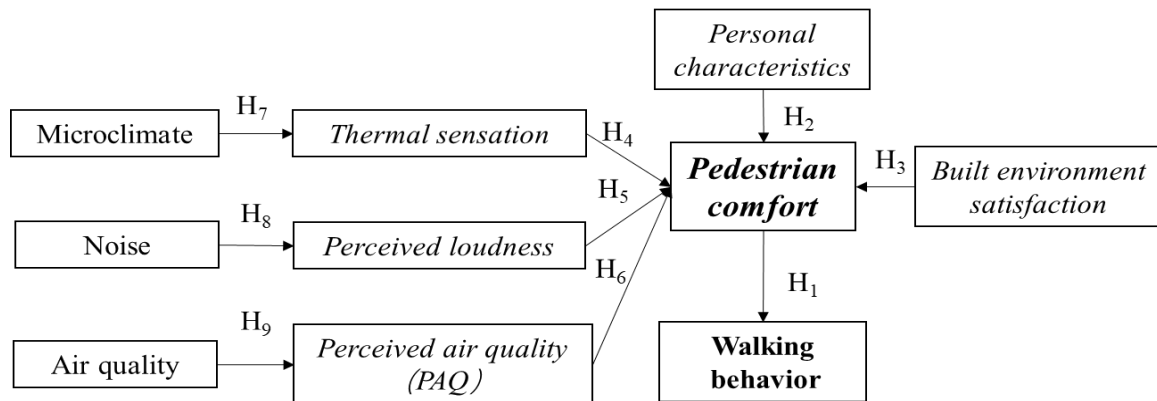 Personal
characteristics
H₇
H₂
Microclimate
Thermal sensation
H₄
Pedestrian
comfort
H₃
Built environment
satisfaction
H₅
H₈
Noise
Perceived loudness
H₆
H₁
H₉
Air quality
Perceived air quality
(PAQ)
Walking
behavior